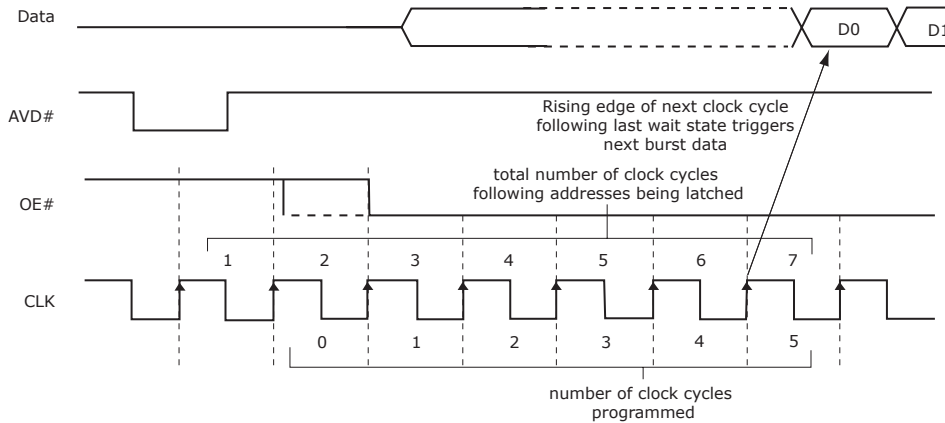 Data
D0
D1
AVD#
Rising edge of next clock cycle
following last wait state triggers
next burst data
total number of clock cycles
following addresses being latched
OE#
1 2 3 4 5 6 7
CLK
0 1 2 3 4 5
number of clock cycles
programmed